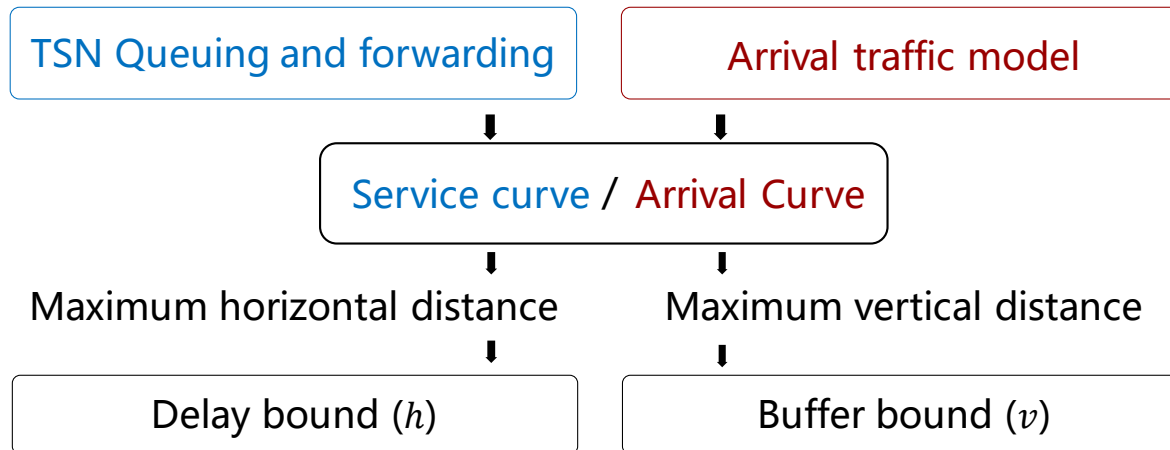 TSN Queuing and forwarding
Arrival traffic model
Service curve / Arrival Curve
Maximum horizontal distance
Maximum vertical distance
Delay bound (h)
Buffer bound (v)